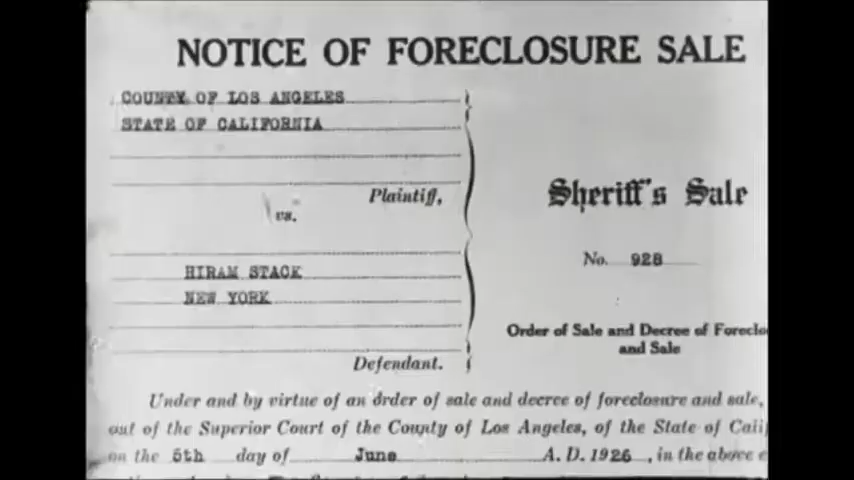 NOTICE OF FORECLOSURE SALE
COUNTY OF LOS ANGELES
STATE OF CALIFORNIA
Plaintiff,
vs.
HIRAM STACK
NEW YORK
Defendant.
Sheriff's Sale
No. 928
Order of Sale and Decree of Foreclo
and Sale
Under and by virtue of an order of sale and decree of foreclosure and sale,
out of the Superior Court of the County of Los Angeles, of the State of Cali
on the 5th day of June A. D. 1926, in the above e